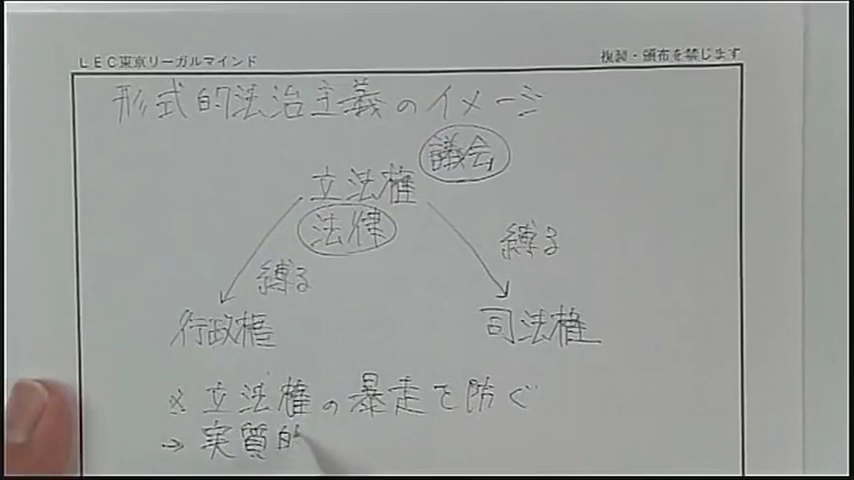 LEC東京リーガルマインド
複製・頒布を禁じます
形式的法治主義のイメージ
議会
立法権
法律
縛る
縛る
行政権
司法権
※立法権の暴走を防ぐ
→実質的